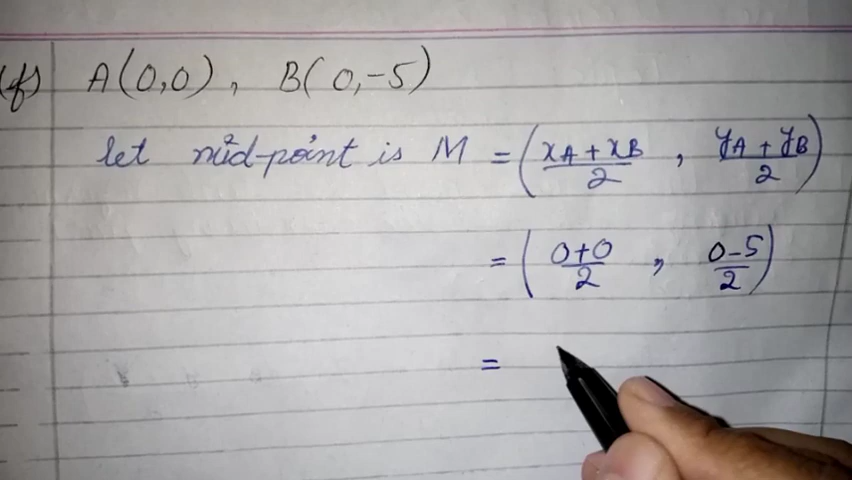 (f) A(0,0), B(0,-5)
let mid-point is M = (xA + xB / 2 , yA + yB / 2)
= (0+0 / 2 , 0-5 / 2)
=